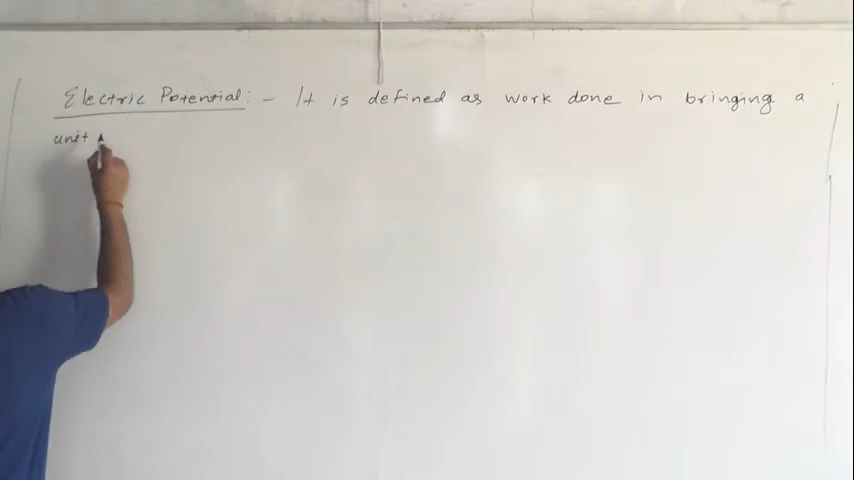 Electric Potential:- It is defined as work done in bringing a
unit